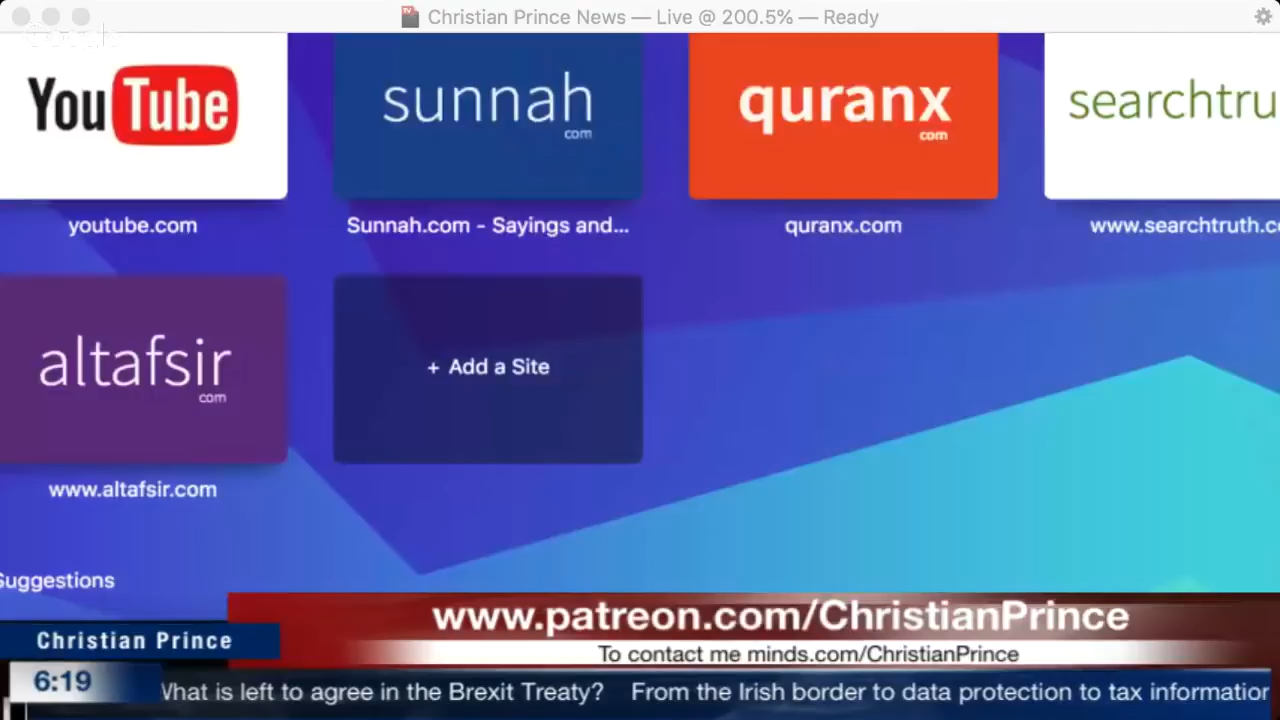 Christian Prince News — Live @ 200.5% — Ready
YouTube
sunnah
com
quranx
com
searchtru
youtube.com
Sunnah.com - Sayings and...
quranx.com
www.searchtruth.c
altafsir
com
+ Add a Site
www.altafsir.com
Suggestions
www.patreon.com/ChristianPrince
Christian Prince
To contact me minds.com/ChristianPrince
6:19
What is left to agree in the Brexit Treaty? From the Irish border to data protection to tax information